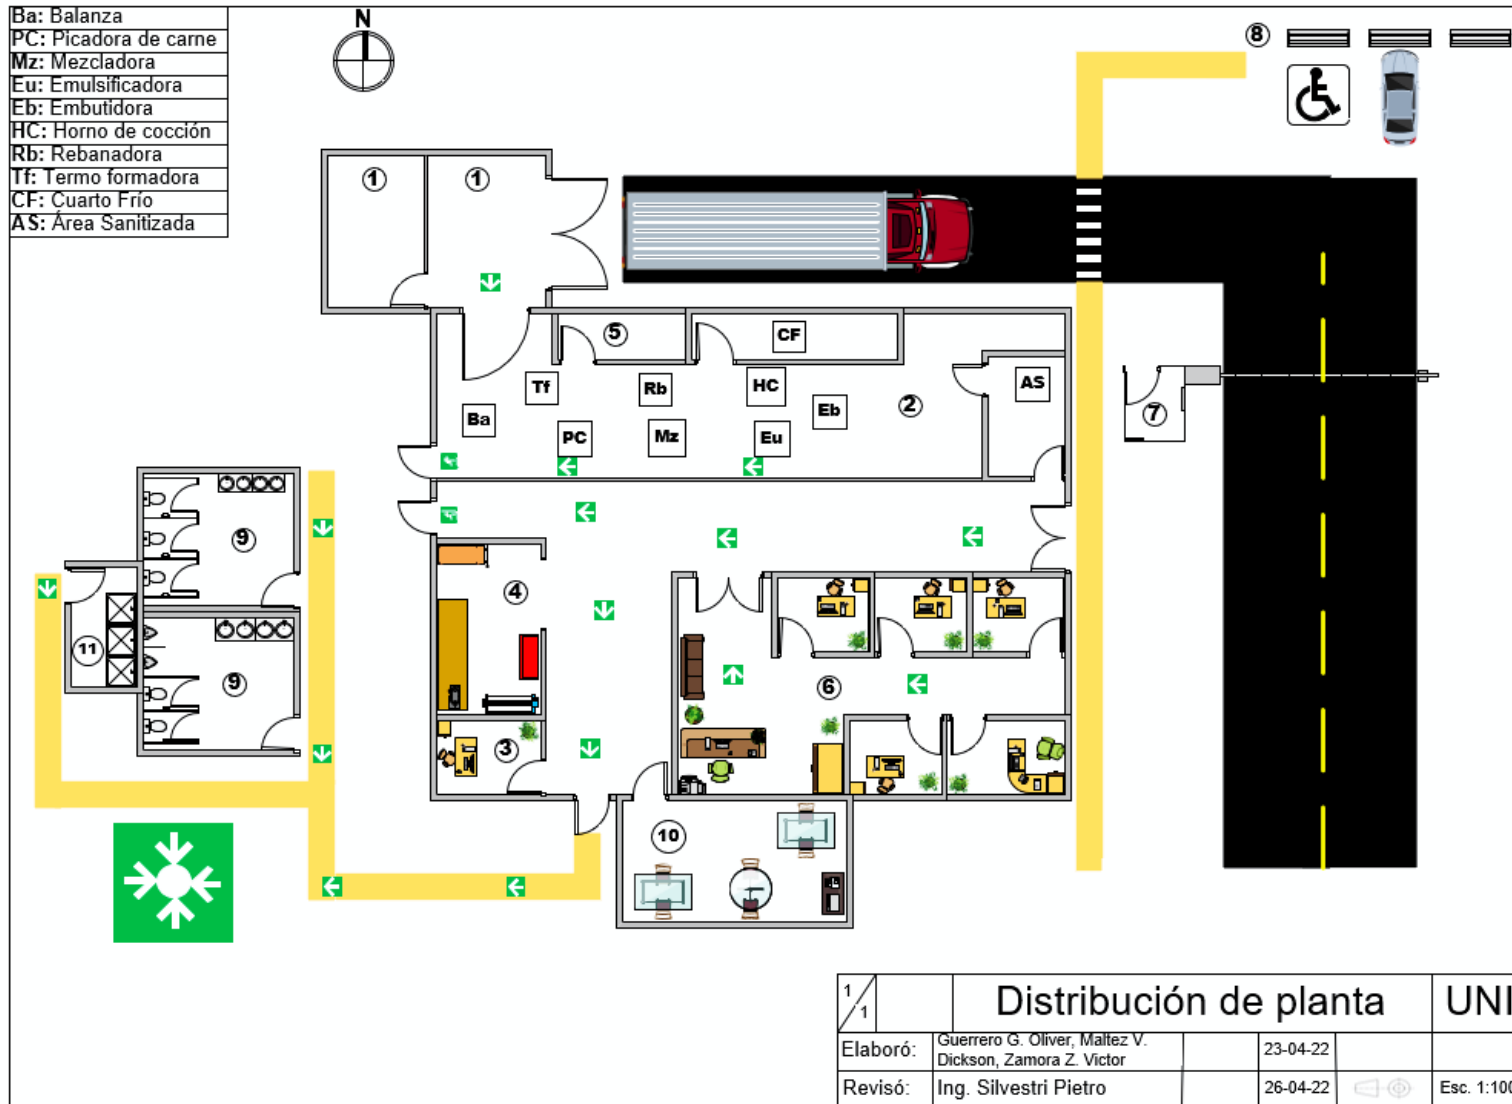 Ba: Balanza
PC: Picadora de carne
Mz: Mezcladora
Eu: Emulsificadora
Eb: Embutidora
HC: Horno de cocción
Rb: Rebanadora
Tf: Termo formadora
CF: Cuarto Frío
AS: Área Sanitizada
N
8
1
1
5
CF
Tf
Rb
HC
AS
Ba
Eb
2
7
PC
Mz
Eu
9
4
11
9
6
3
10
1/1
Distribución de planta
UNI
Elaboró:
Guerrero G. Oliver, Maltez V.
Dickson, Zamora Z. Victor
23-04-22
Revisó:
Ing. Silvestri Pietro
26-04-22
Esc. 1:100